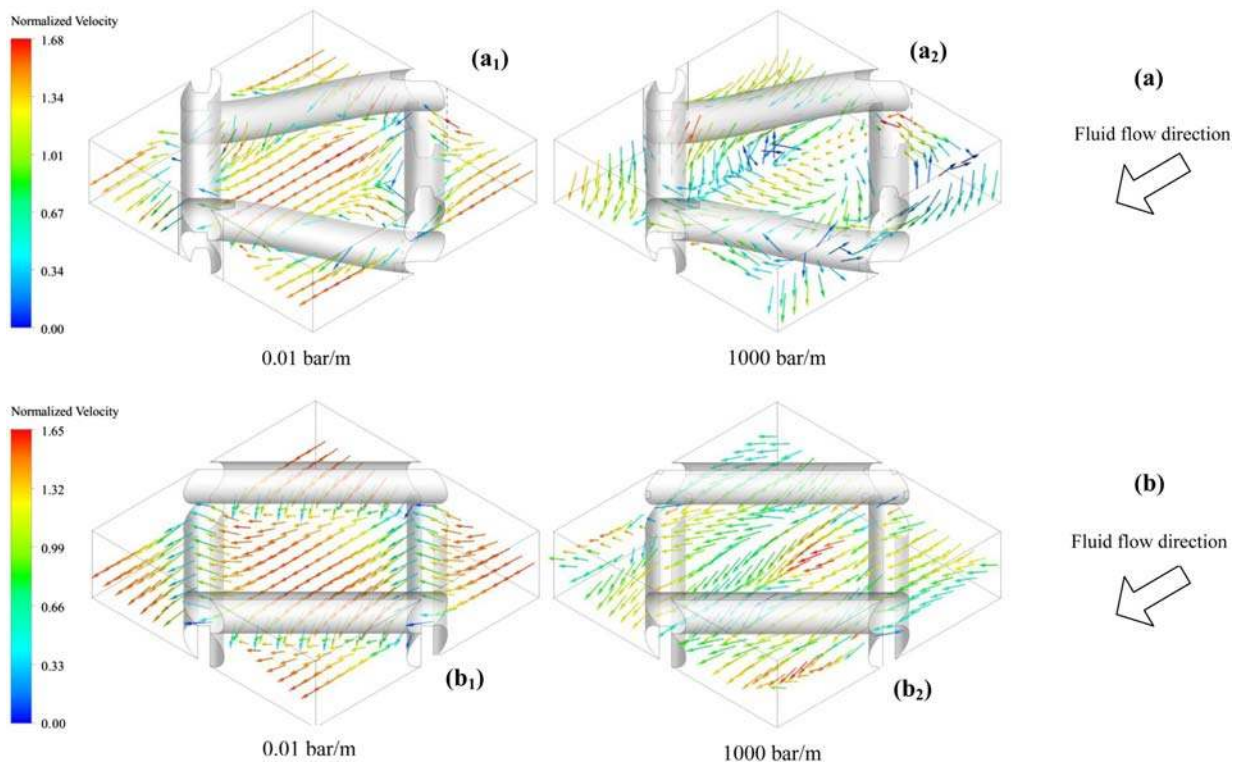 Normalized Velocity
1.68
1.34
1.01
0.67
0.34
0.00
(a₁)
0.01 bar/m
(a₂)
1000 bar/m
(a)
Fluid flow direction
Normalized Velocity
1.65
1.32
0.99
0.66
0.33
0.00
(b₁)
0.01 bar/m
(b₂)
1000 bar/m
(b)
Fluid flow direction